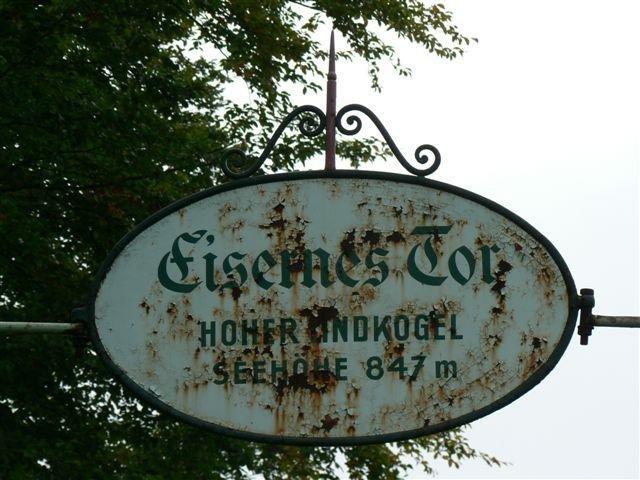 Eisernes Tor
HOHER LINDKOGEL
SEEHÖHE 847 m